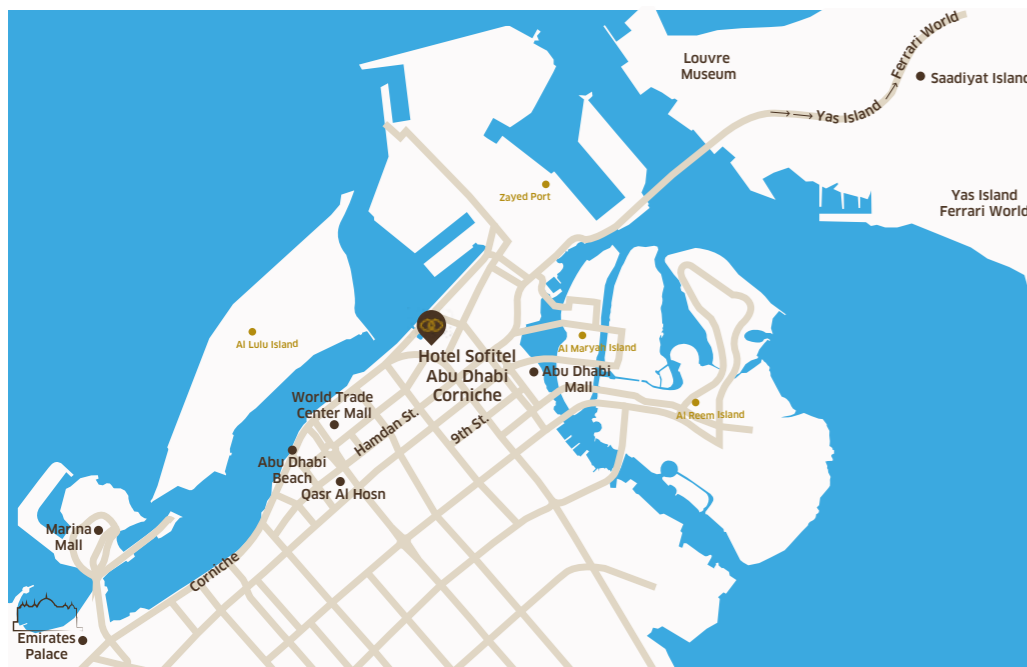 Louvre
Museum
Ferrari World
Saadiyat Island
Yas Island
Zayed Port
Yas Island
Ferrari World
Al Lulu Island
Al Maryah Island
Hotel Sofitel
Abu Dhabi
Corniche
Abu Dhabi
Mall
World Trade
Center Mall
Hamdan St.
9th St.
Al Reem Island
Abu Dhabi
Beach
Qasr Al Hosn
Marina
Mall
Corniche
Emirates
Palace